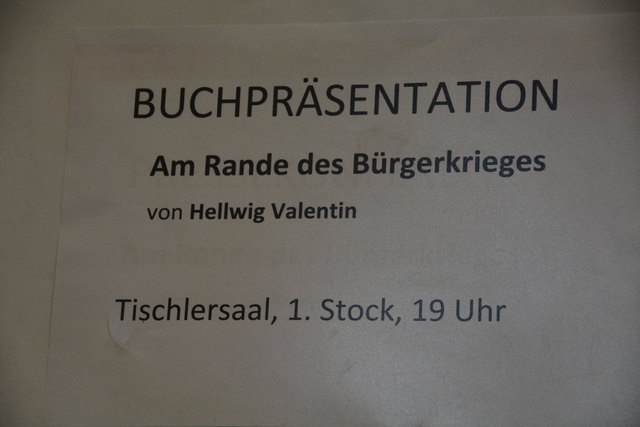 BUCHPRÄSENTATION
Am Rande des Bürgerkrieges
von Hellwig Valentin
Tischlersaal, 1. Stock, 19 Uhr